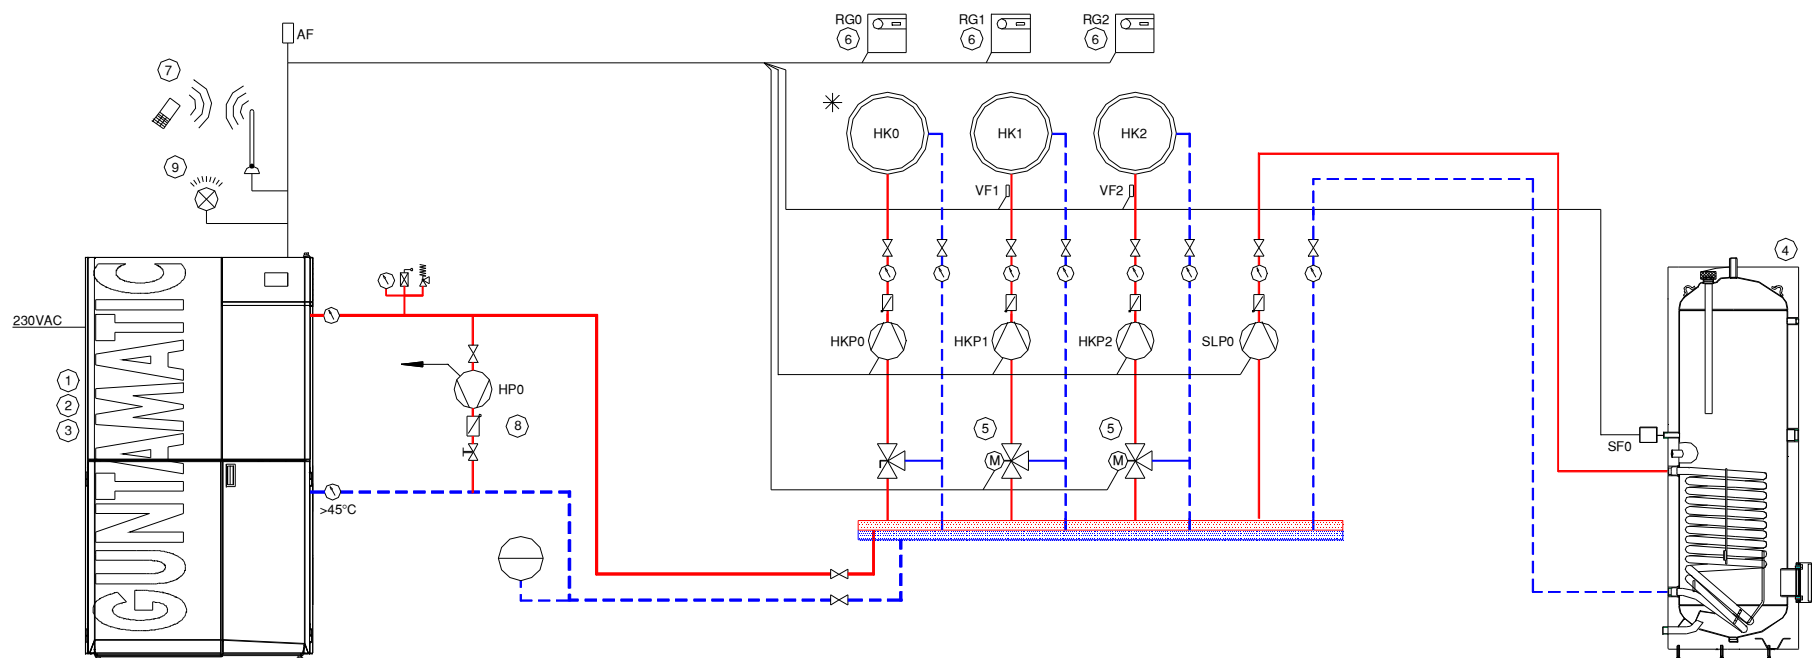 RG0
RG1
RG2
6
6
6
AF
7
HK0
HK1
HK2
9
VF1
VF2
4
230VAC
GUNTAMATIC
HKP0
HKP1
HKP2
SLP0
1
2
3
HP0
8
5
5
SF0
M
M
>45°C